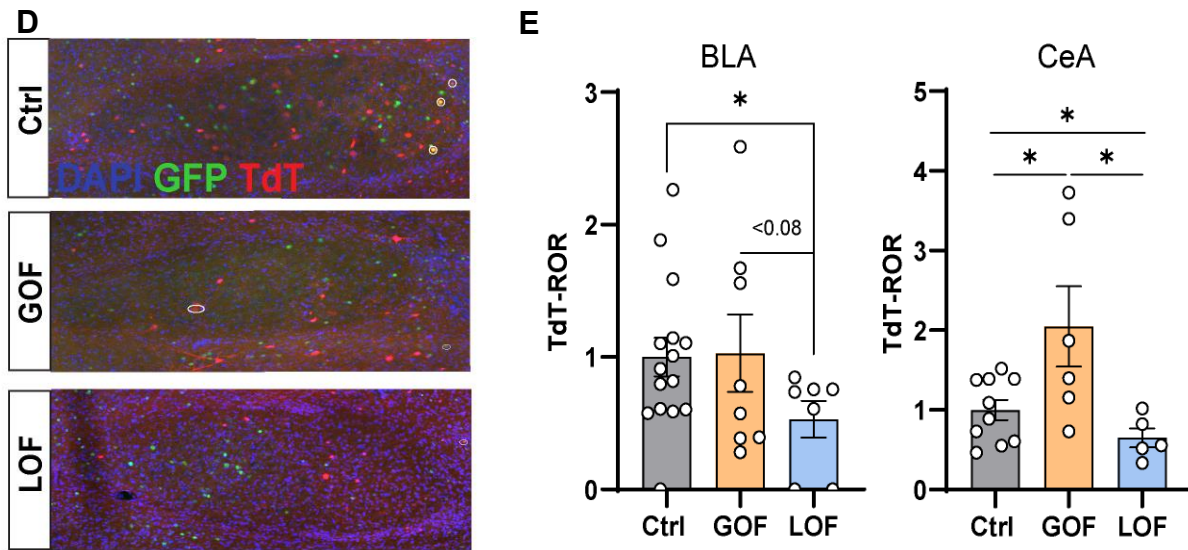 D
Ctrl
DAPI GFP TdT
GOF
LOF
E
BLA
TdT-ROR
3
2
1
0
*
<0.08
Ctrl GOF LOF
CeA
TdT-ROR
5
4
3
2
1
0
*
* *
Ctrl GOF LOF